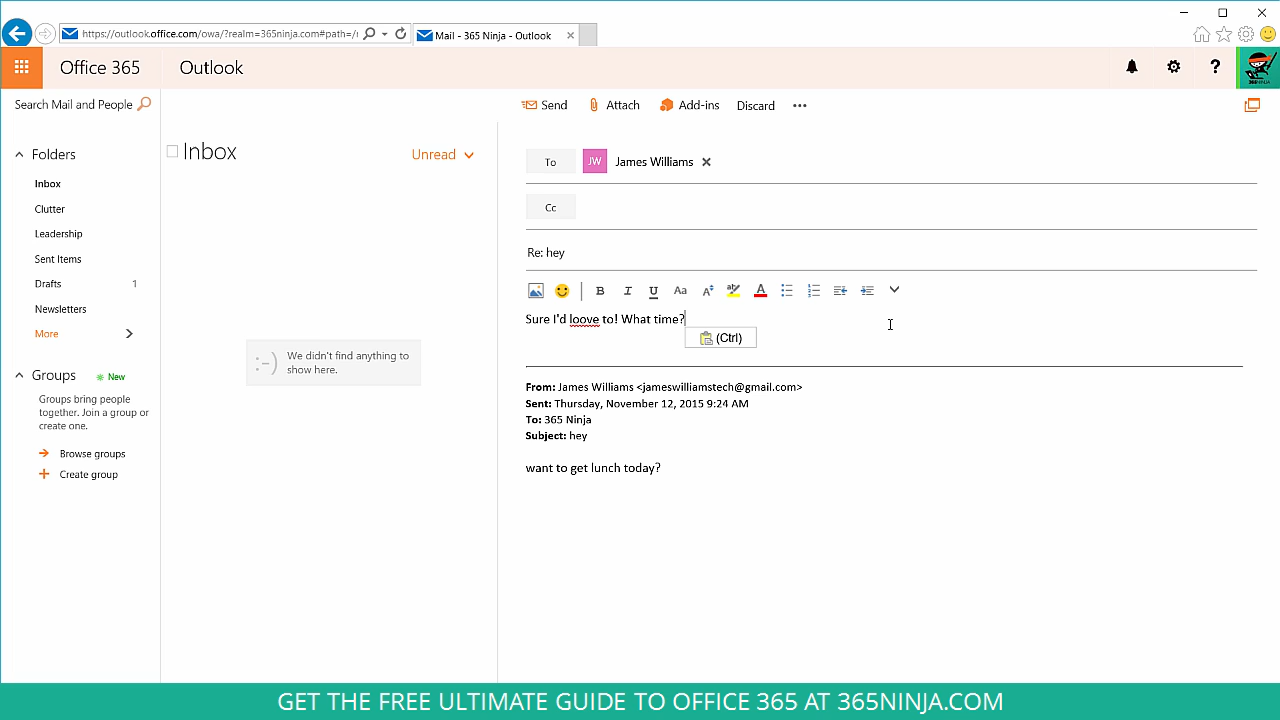 https://outlook.office.com/owa/?realm=365ninja.com#path=/
Mail - 365 Ninja - Outlook
Office 365
Outlook
365NINJA
Search Mail and People
Send
Attach
Add-ins
Discard
Folders
Inbox
Clutter
Leadership
Sent Items
Drafts 1
Newsletters
More
Groups
New
Groups bring people
together. Join a group or
create one.
Browse groups
Create group
Inbox
Unread
:-)
We didn't find anything to
show here.
To
JW
James Williams
Cc
Re: hey
B I U Aa A aby A
Sure I'd loove to! What time?
(Ctrl)
From: James Williams <jameswilliamstech@gmail.com>
Sent: Thursday, November 12, 2015 9:24 AM
To: 365 Ninja
Subject: hey
want to get lunch today?
GET THE FREE ULTIMATE GUIDE TO OFFICE 365 AT 365NINJA.COM